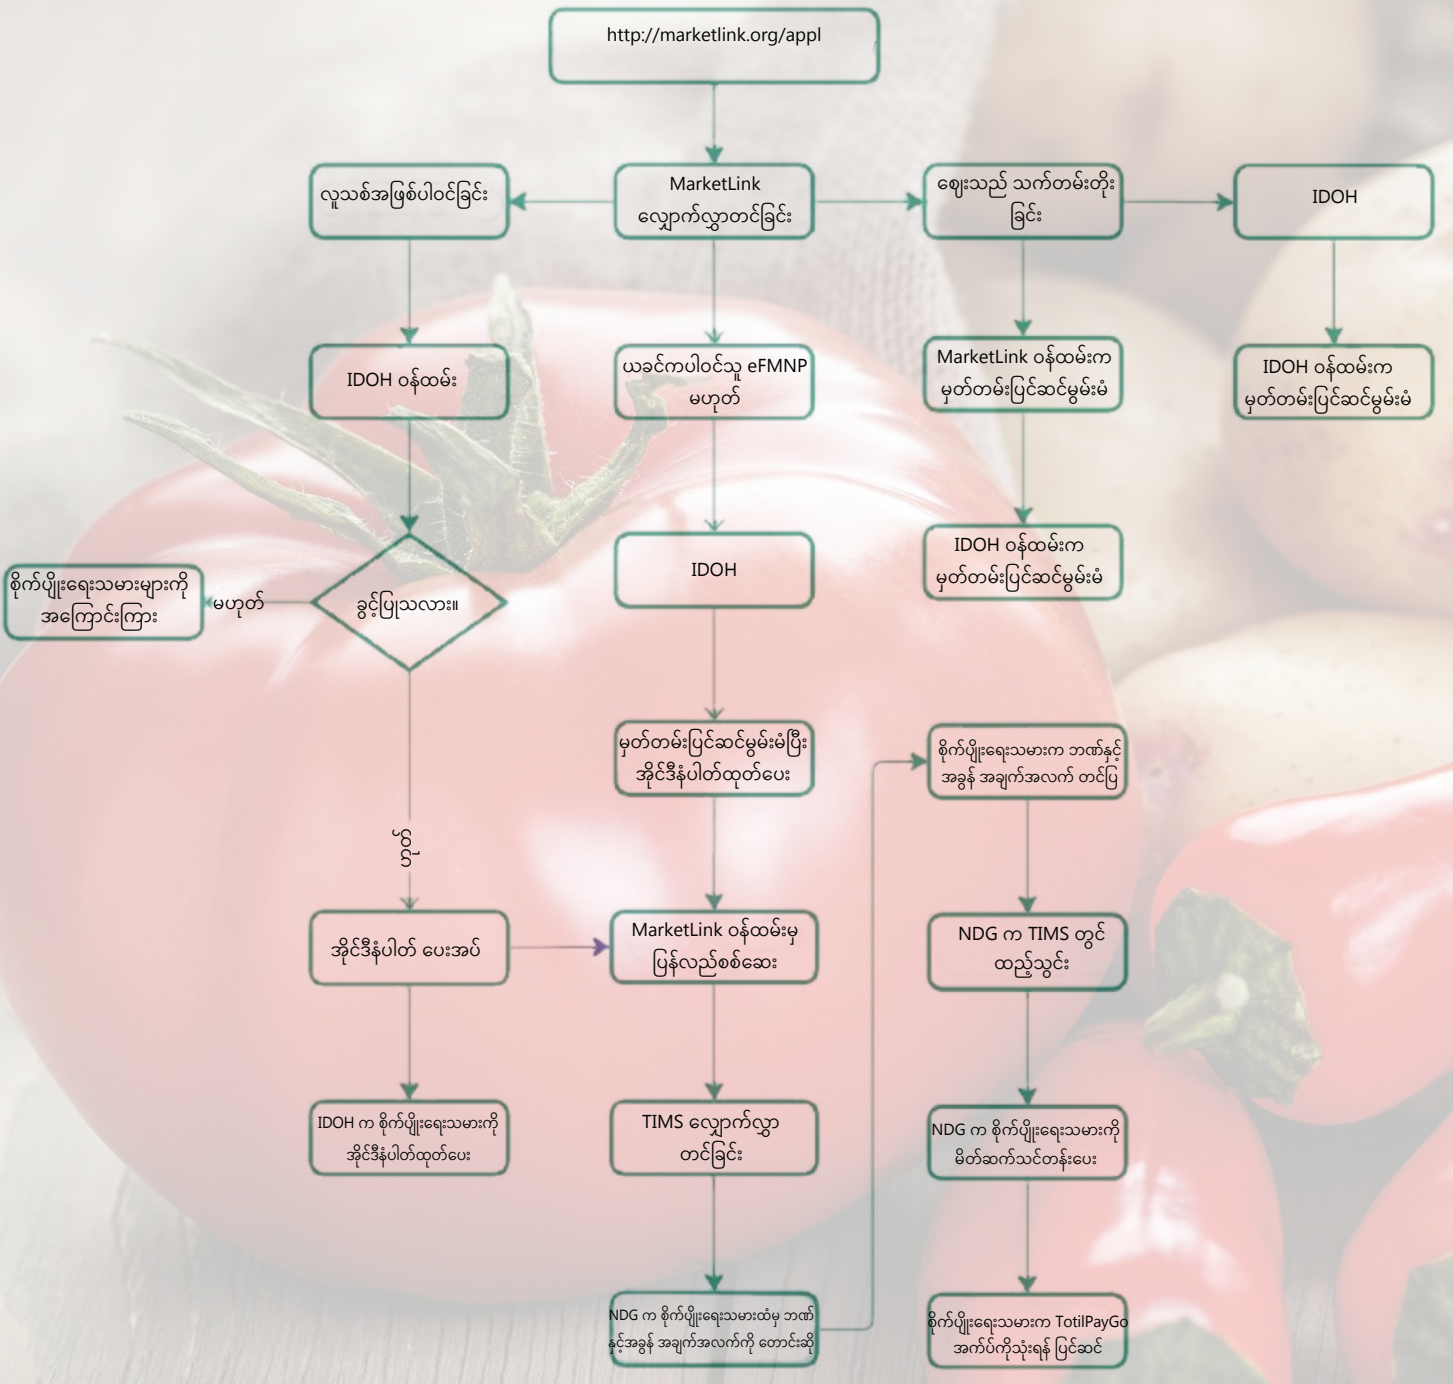 http://marketlink.org/appl
လူသစ်အဖြစ်ပါဝင်ခြင်း
MarketLink
လျှောက်လွှာတင်ခြင်း
ဈေးသည် သက်တမ်းတိုး
ခြင်း
IDOH
IDOH ဝန်ထမ်း
ယခင်ကပါဝင်သူ eFMNP
မဟုတ်
MarketLink ဝန်ထမ်းက
မှတ်တမ်းပြင်ဆင်မွမ်းမံ
IDOH ဝန်ထမ်းက
မှတ်တမ်းပြင်ဆင်မွမ်းမံ
စိုက်ပျိုးရေးသမားများကို
အကြောင်းကြား
မဟုတ်
ခွင့်ပြုသလား။
IDOH
IDOH ဝန်ထမ်းက
မှတ်တမ်းပြင်ဆင်မွမ်းမံ
မှတ်တမ်းပြင်ဆင်မွမ်းမံပြီး
အိုင်ဒီနံပါတ်ထုတ်ပေး
စိုက်ပျိုးရေးသမားက ဘဏ်နှင့်
အခွန် အချက်အလက် တင်ပြ
ဟုတ်
အိုင်ဒီနံပါတ် ပေးအပ်
MarketLink ဝန်ထမ်းမှ
ပြန်လည်စစ်ဆေး
NDG က TIMS တွင်
ထည့်သွင်း
IDOH က စိုက်ပျိုးရေးသမားကို
အိုင်ဒီနံပါတ်ထုတ်ပေး
TIMS လျှောက်လွှာ
တင်ခြင်း
NDG က စိုက်ပျိုးရေးသမားကို
မိတ်ဆက်သင်တန်းပေး
NDG က စိုက်ပျိုးရေးသမားထံမှ ဘဏ်
နှင့်အခွန် အချက်အလက်ကို တောင်းဆို
စိုက်ပျိုးရေးသမားက TotilPayGo
အက်ပ်ကိုသုံးရန် ပြင်ဆင်